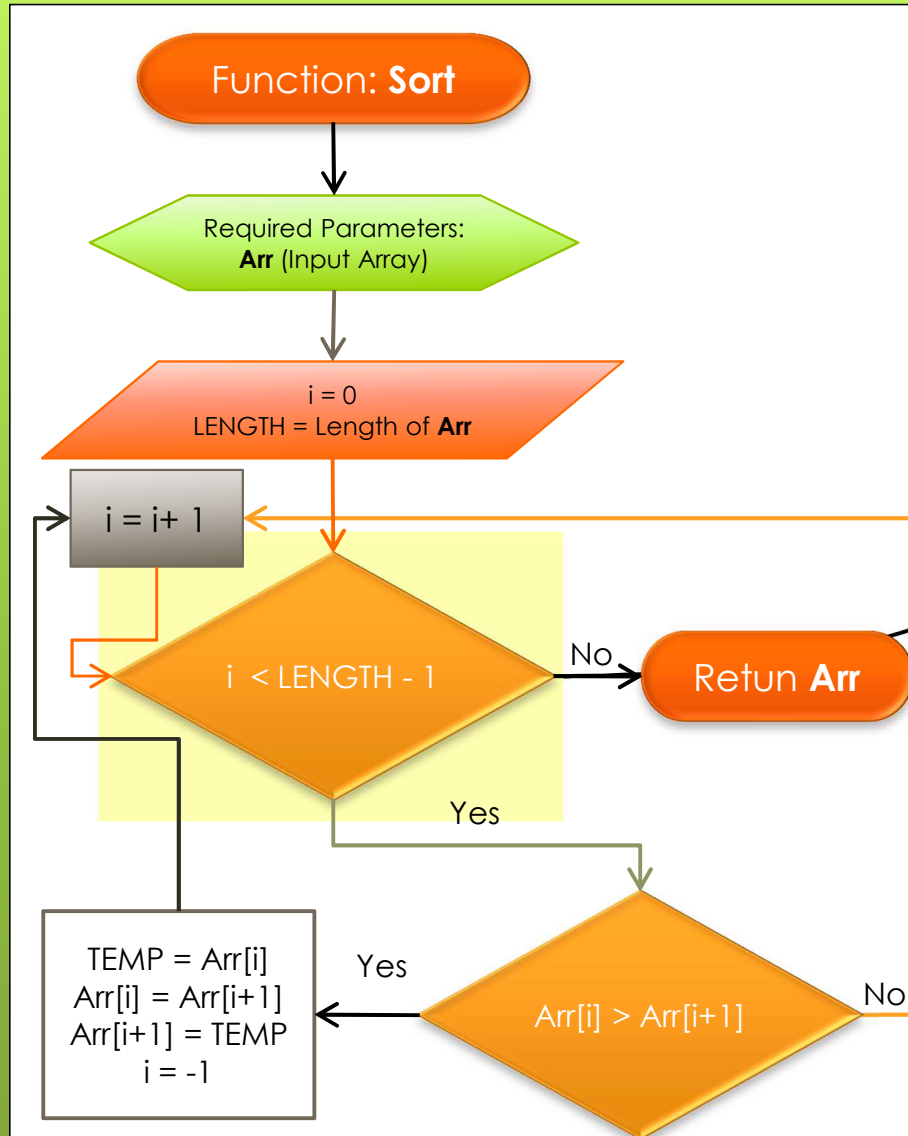 Function: Sort
Required Parameters:
Arr (Input Array)
i = 0
LENGTH = Length of Arr
i = i+ 1
i < LENGTH - 1
No
Retun Arr
Yes
TEMP = Arr[i]
Arr[i] = Arr[i+1]
Arr[i+1] = TEMP
i = -1
Yes
Arr[i] > Arr[i+1]
No